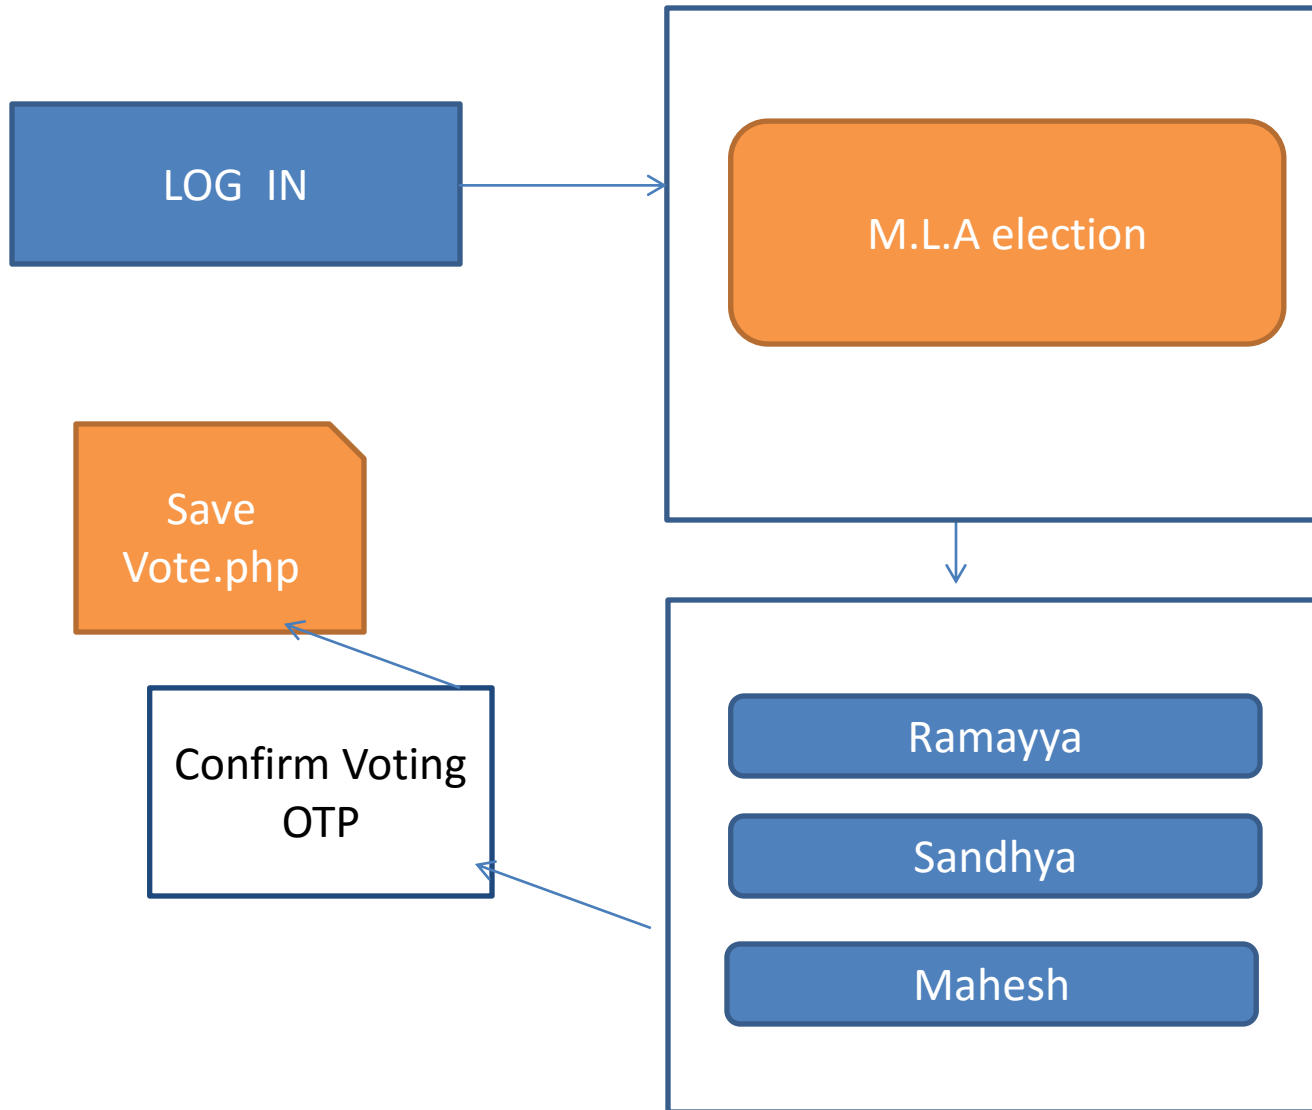 LOG IN
M.L.A election
Save
Vote.php
Confirm Voting
OTP
Ramayya
Sandhya
Mahesh